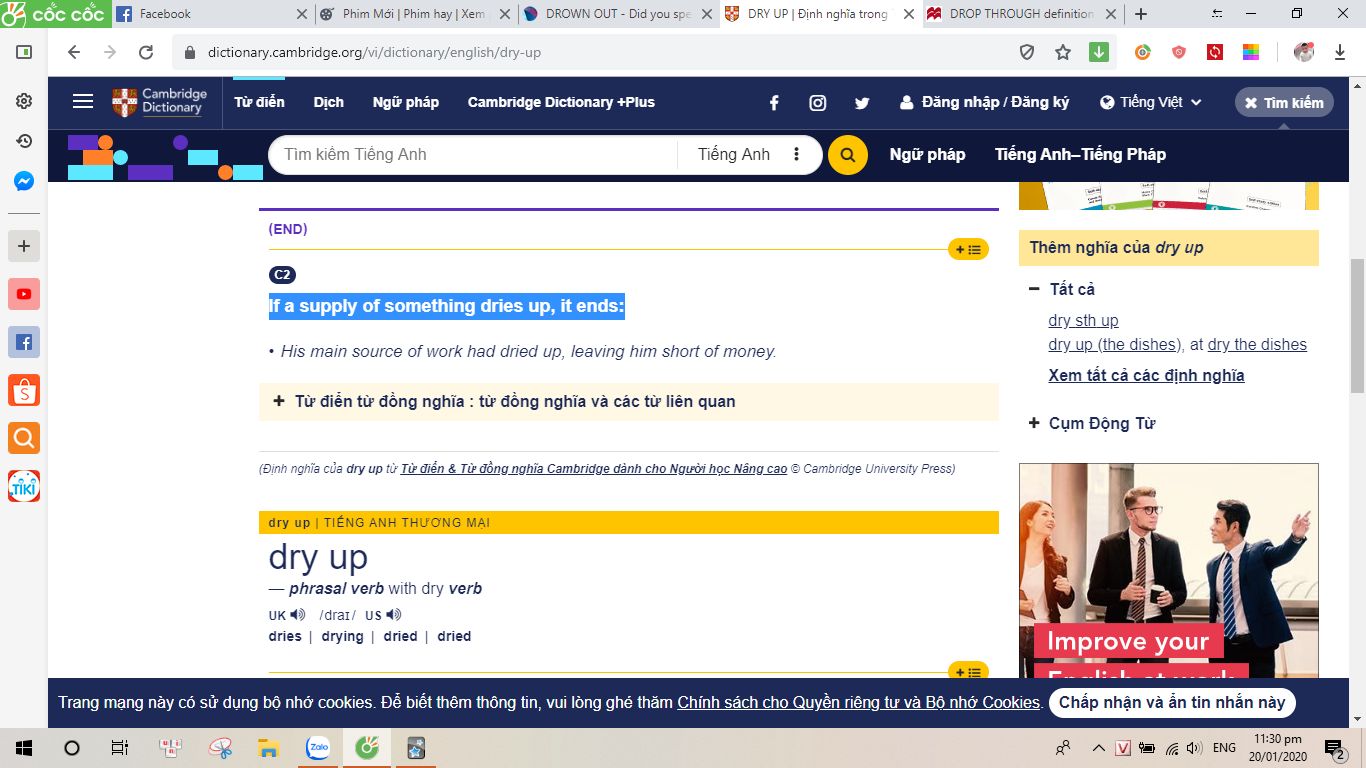 cốc cốc
Facebook
Phim Mới | Phim hay | Xem
DROWN OUT - Did you spe
DRY UP | Định nghĩa trong
DROP THROUGH definition
dictionary.cambridge.org/vi/dictionary/english/dry-up
Cambridge
Dictionary
Từ điển
Dịch
Ngữ pháp
Cambridge Dictionary +Plus
Đăng nhập / Đăng ký
Tiếng Việt
Tìm kiếm
Tìm kiếm Tiếng Anh
Tiếng Anh
Ngữ pháp
Tiếng Anh–Tiếng Pháp
(END)
C2
If a supply of something dries up, it ends:
• His main source of work had dried up, leaving him short of money.
+ Từ điển từ đồng nghĩa : từ đồng nghĩa và các từ liên quan
(Định nghĩa của dry up từ Từ điển & Từ đồng nghĩa Cambridge dành cho Người học Nâng cao © Cambridge University Press)
dry up | TIẾNG ANH THƯƠNG MẠI
dry up
— phrasal verb with dry verb
UK /draɪ/ US
dries | drying | dried | dried
Thêm nghĩa của dry up
− Tất cả
dry sth up
dry up (the dishes), at dry the dishes
Xem tất cả các định nghĩa
+ Cụm Động Từ
Improve your
English at work
Trang mạng này có sử dụng bộ nhớ cookies. Để biết thêm thông tin, vui lòng ghé thăm Chính sách cho Quyền riêng tư và Bộ nhớ Cookies.
Chấp nhận và ẩn tin nhắn này
TIKI
Zalo
V
ENG
11:30 pm
20/01/2020
2